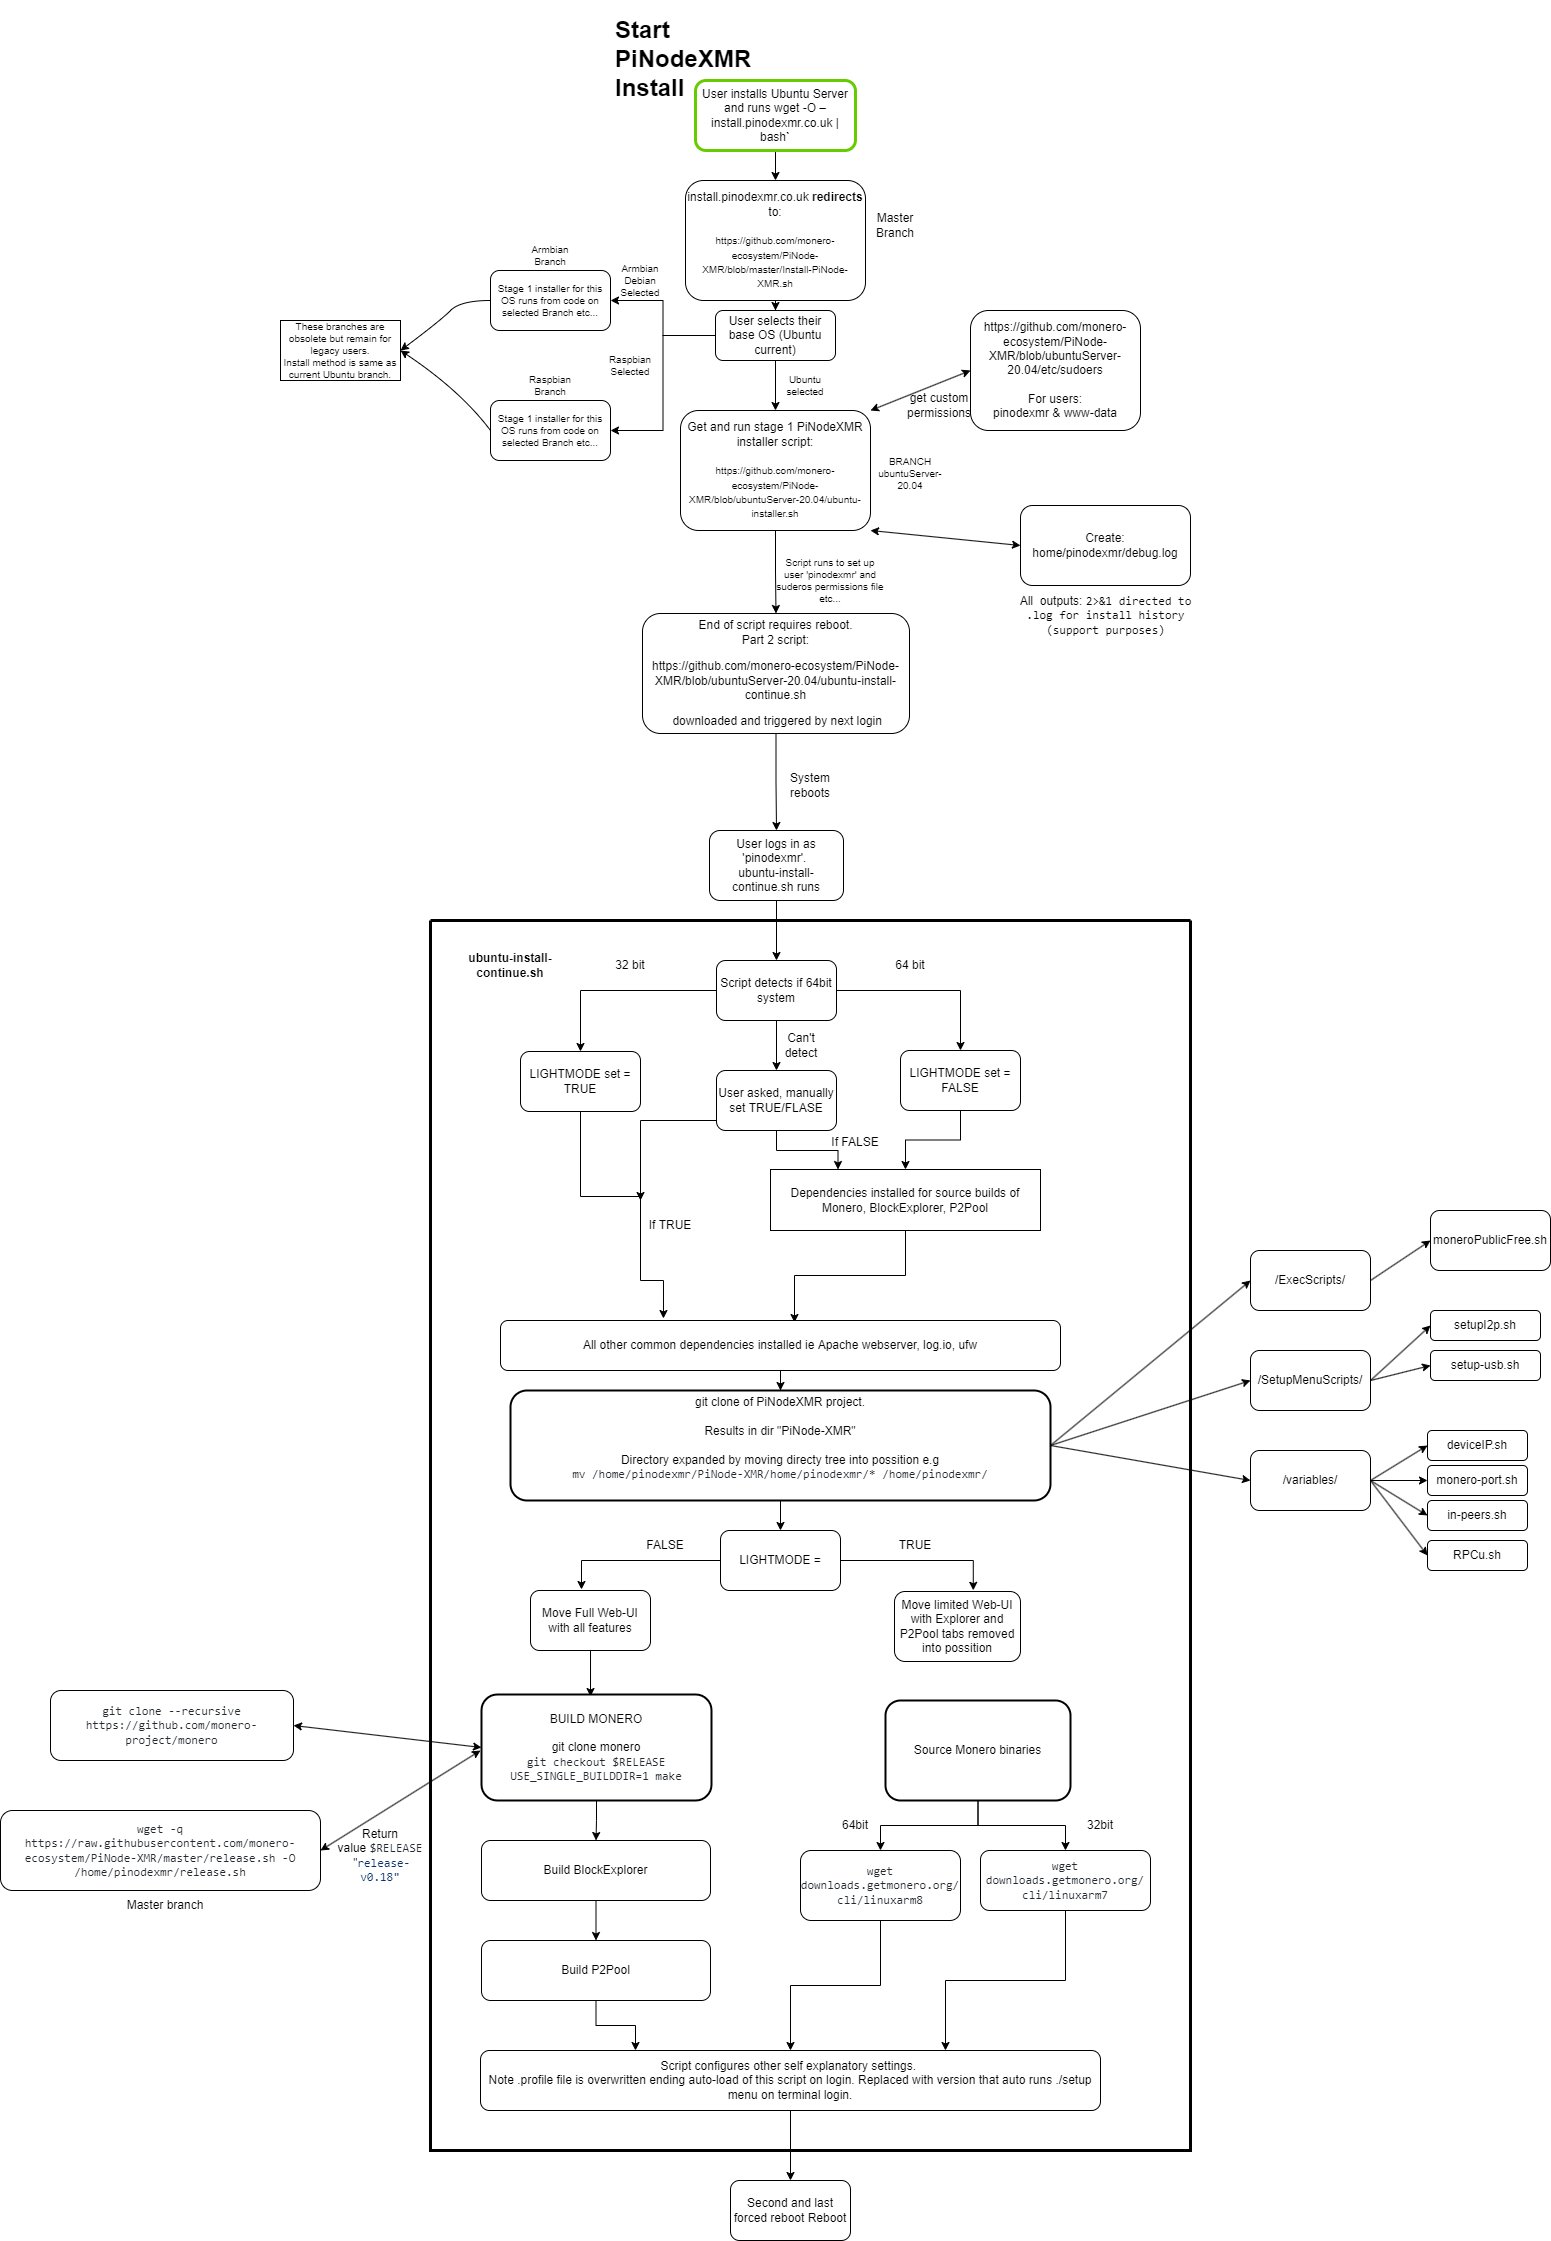 Start
PiNodeXMR
Install
User installs Ubuntu Server
and runs wget -O –
install.pinodexmr.co.uk |
bash`
install.pinodexmr.co.uk redirects
to:
https://github.com/monero-
ecosystem/PiNode-
XMR/blob/master/Install-PiNode-
XMR.sh
Master
Branch
Armbian
Branch
Stage 1 installer for this
OS runs from code on
selected Branch etc...
Armbian
Debian
Selected
User selects their
base OS (Ubuntu
current)
These branches are
obsolete but remain for
legacy users.
Install method is same as
current Ubuntu branch.
Raspbian
Selected
Raspbian
Branch
Stage 1 installer for this
OS runs from code on
selected Branch etc...
Ubuntu
selected
https://github.com/monero-
ecosystem/PiNode-
XMR/blob/ubuntuServer-
20.04/etc/sudoers
For users:
pinodexmr & www-data
get custom
permissions
Get and run stage 1 PiNodeXMR
installer script:
https://github.com/monero-
ecosystem/PiNode-
XMR/blob/ubuntuServer-20.04/ubuntu-
installer.sh
BRANCH
ubuntuServer-
20.04
Create:
home/pinodexmr/debug.log
All  outputs: 2>&1 directed to
.log for install history
(support purposes)
Script runs to set up
user 'pinodexmr' and
suderos permissions file
etc...
End of script requires reboot.
Part 2 script:
https://github.com/monero-ecosystem/PiNode-
XMR/blob/ubuntuServer-20.04/ubuntu-install-
continue.sh
downloaded and triggered by next login
System
reboots
User logs in as
'pinodexmr'.
ubuntu-install-
continue.sh runs
ubuntu-install-
continue.sh
32 bit
Script detects if 64bit
system
64 bit
Can't
detect
LIGHTMODE set =
TRUE
User asked, manually
set TRUE/FLASE
LIGHTMODE set =
FALSE
If FALSE
Dependencies installed for source builds of
Monero, BlockExplorer, P2Pool
If TRUE
All other common dependencies installed ie Apache webserver, log.io, ufw
git clone of PiNodeXMR project.
Results in dir "PiNode-XMR"
Directory expanded by moving directy tree into possition e.g
mv /home/pinodexmr/PiNode-XMR/home/pinodexmr/* /home/pinodexmr/
/ExecScripts/
moneroPublicFree.sh
/SetupMenuScripts/
setupI2p.sh
setup-usb.sh
/variables/
deviceIP.sh
monero-port.sh
in-peers.sh
RPCu.sh
FALSE
LIGHTMODE =
TRUE
Move Full Web-UI
with all features
Move limited Web-UI
with Explorer and
P2Pool tabs removed
into possition
git clone --recursive
https://github.com/monero-
project/monero
BUILD MONERO
git clone monero
git checkout $RELEASE
USE_SINGLE_BUILDDIR=1 make
Source Monero binaries
wget -q
https://raw.githubusercontent.com/monero-
ecosystem/PiNode-XMR/master/release.sh -O
/home/pinodexmr/release.sh
Master branch
Return
value $RELEASE
"release-
v0.18"
64bit
32bit
Build BlockExplorer
wget
downloads.getmonero.org/
cli/linuxarm8
wget
downloads.getmonero.org/
cli/linuxarm7
Build P2Pool
Script configures other self explanatory settings.
Note .profile file is overwritten ending auto-load of this script on login. Replaced with version that auto runs ./setup
menu on terminal login.
Second and last
forced reboot Reboot